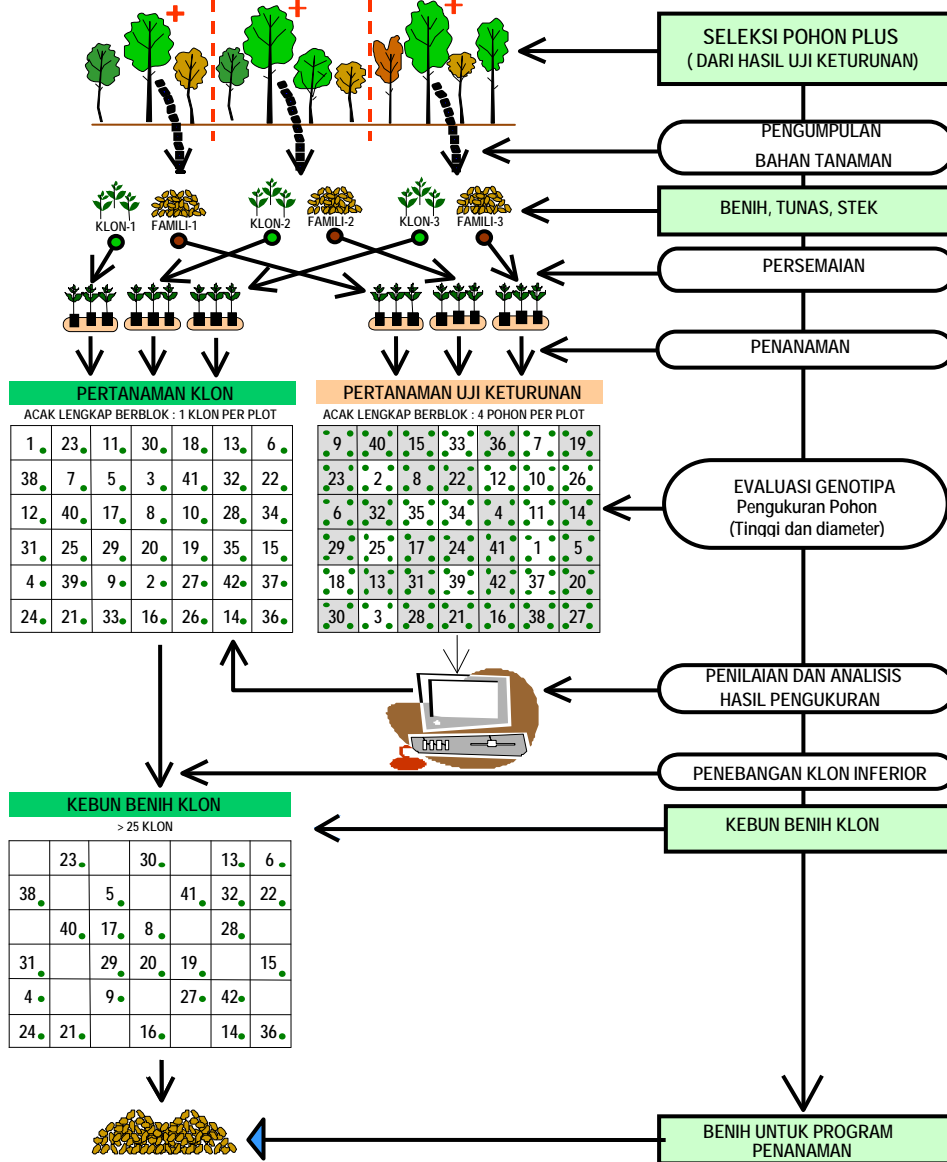 + + +
SELEKSI POHON PLUS
( DARI HASIL UJI KETURUNAN)
PENGUMPULAN
BAHAN TANAMAN
KLON-1 FAMILI-1 KLON-2 FAMILI-2 KLON-3 FAMILI-3
BENIH, TUNAS, STEK
PERSEMAIAN
PENANAMAN
PERTANAMAN KLON
ACAK LENGKAP BERBLOK : 1 KLON PER PLOT
1 23 11 30 18 13 6
38 7 5 3 41 32 22
12 40 17 8 10 28 34
31 25 29 20 19 35 15
4 39 9 2 27 42 37
24 21 33 16 26 14 36
PERTANAMAN UJI KETURUNAN
ACAK LENGKAP BERBLOK : 4 POHON PER PLOT
9 40 15 33 36 7 19
23 2 8 22 12 10 26
6 32 35 34 4 11 14
29 25 17 24 41 1 5
18 13 31 39 42 37 20
30 3 28 21 16 38 27
EVALUASI GENOTIPA
Pengukuran Pohon
(Tinggi dan diameter)
PENILAIAN DAN ANALISIS
HASIL PENGUKURAN
PENEBANGAN KLON INFERIOR
KEBUN BENIH KLON
KEBUN BENIH KLON
> 25 KLON
23 30 13 6
38 5 41 32 22
40 17 8 28
31 29 20 19 15
4 9 27 42
24 21 16 14 36
BENIH UNTUK PROGRAM
PENANAMAN